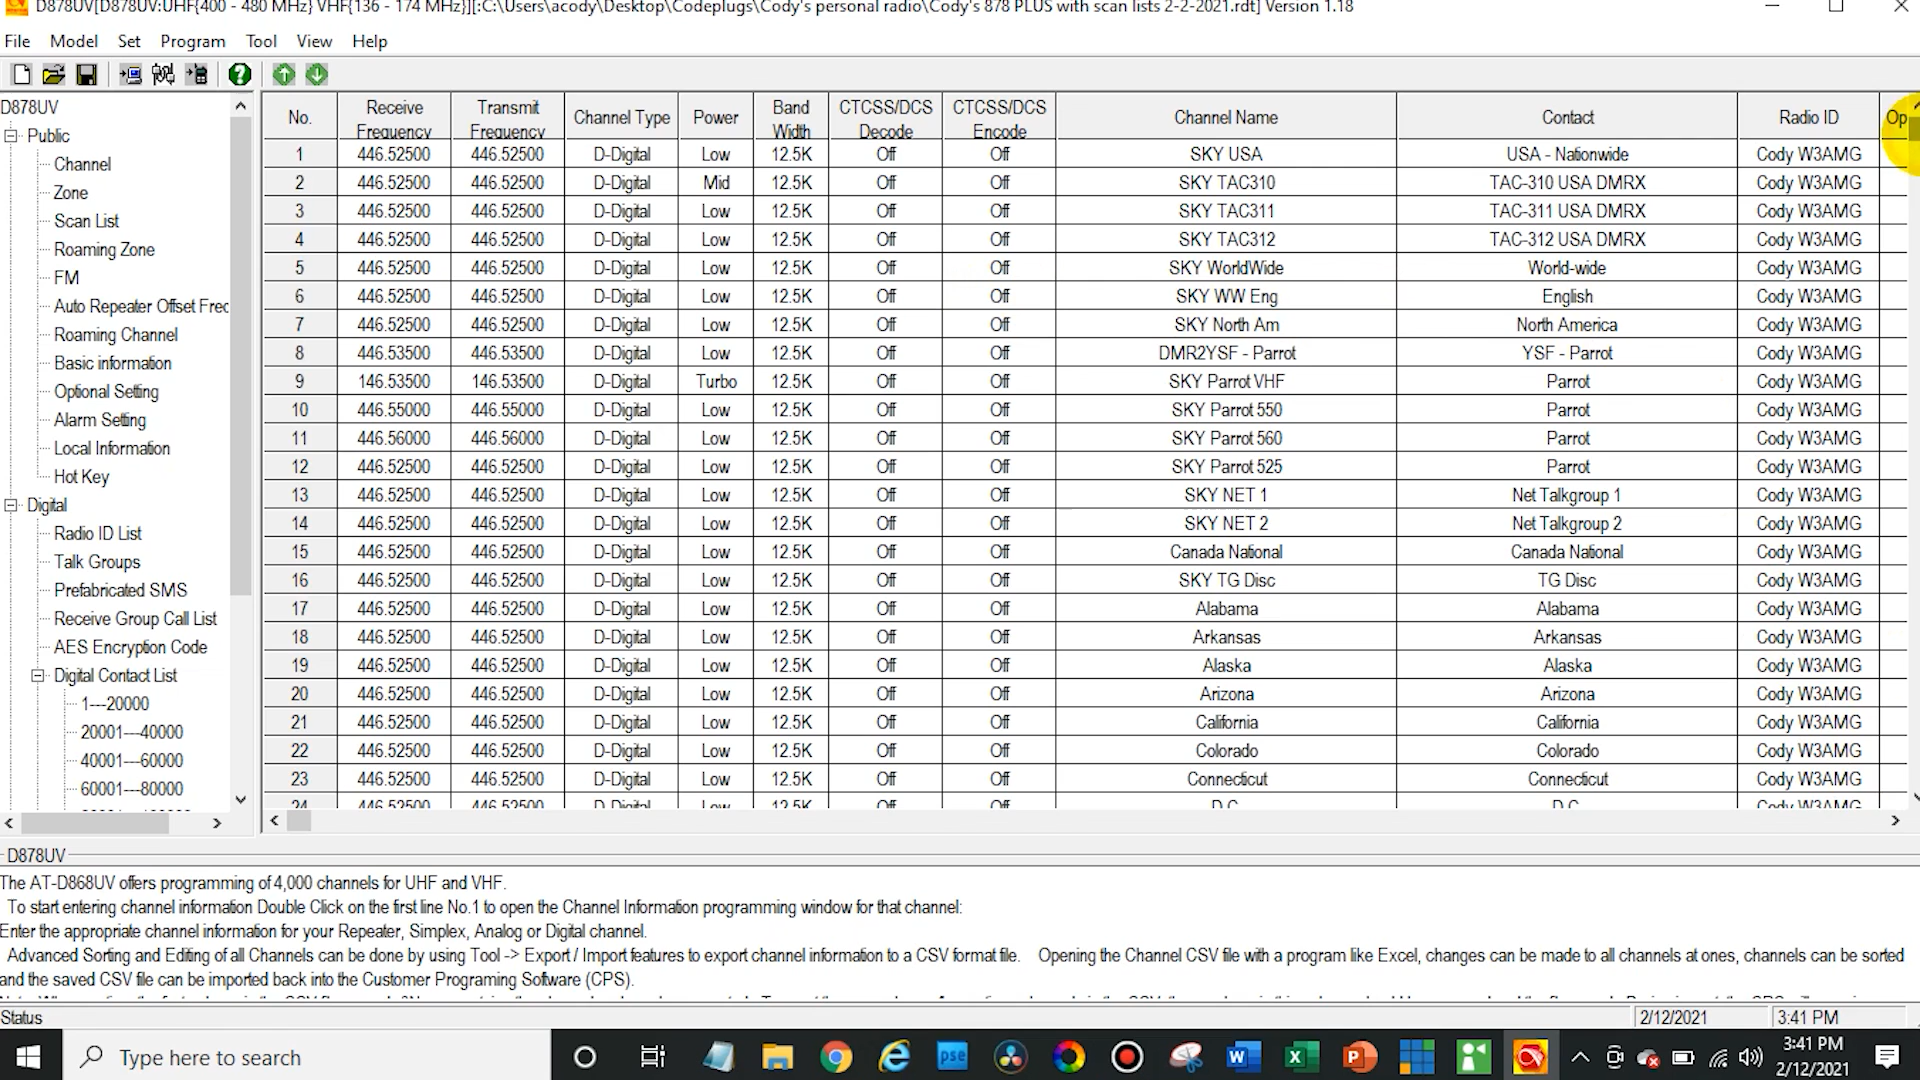 D878UV[D878UV:UHF{400 - 480 MHz} VHF{136 - 174 MHz}][:C:\Users\acody\Desktop\Codeplugs\Cody's personal radio\Cody's 878 PLUS with scan lists 2-2-2021.rdt] Version 1.18
File Model Set Program Tool View Help
D878UV
Public
Channel
Zone
Scan List
Roaming Zone
FM
Auto Repeater Offset Frec
Roaming Channel
Basic information
Optional Setting
Alarm Setting
Local Information
Hot Key
Digital
Radio ID List
Talk Groups
Prefabricated SMS
Receive Group Call List
AES Encryption Code
Digital Contact List
1---20000
20001---40000
40001---60000
60001---80000
No. Receive Frequency Transmit Frequency Channel Type Power Band Width CTCSS/DCS Decode CTCSS/DCS Encode Channel Name Contact Radio ID Op
1 446.52500 446.52500 D-Digital Low 12.5K Off Off SKY USA USA - Nationwide Cody W3AMG
2 446.52500 446.52500 D-Digital Mid 12.5K Off Off SKY TAC310 TAC-310 USA DMRX Cody W3AMG
3 446.52500 446.52500 D-Digital Low 12.5K Off Off SKY TAC311 TAC-311 USA DMRX Cody W3AMG
4 446.52500 446.52500 D-Digital Low 12.5K Off Off SKY TAC312 TAC-312 USA DMRX Cody W3AMG
5 446.52500 446.52500 D-Digital Low 12.5K Off Off SKY WorldWide World-wide Cody W3AMG
6 446.52500 446.52500 D-Digital Low 12.5K Off Off SKY WW Eng English Cody W3AMG
7 446.52500 446.52500 D-Digital Low 12.5K Off Off SKY North Am North America Cody W3AMG
8 446.53500 446.53500 D-Digital Low 12.5K Off Off DMR2YSF - Parrot YSF - Parrot Cody W3AMG
9 146.53500 146.53500 D-Digital Turbo 12.5K Off Off SKY Parrot VHF Parrot Cody W3AMG
10 446.55000 446.55000 D-Digital Low 12.5K Off Off SKY Parrot 550 Parrot Cody W3AMG
11 446.56000 446.56000 D-Digital Low 12.5K Off Off SKY Parrot 560 Parrot Cody W3AMG
12 446.52500 446.52500 D-Digital Low 12.5K Off Off SKY Parrot 525 Parrot Cody W3AMG
13 446.52500 446.52500 D-Digital Low 12.5K Off Off SKY NET 1 Net Talkgroup 1 Cody W3AMG
14 446.52500 446.52500 D-Digital Low 12.5K Off Off SKY NET 2 Net Talkgroup 2 Cody W3AMG
15 446.52500 446.52500 D-Digital Low 12.5K Off Off Canada National Canada National Cody W3AMG
16 446.52500 446.52500 D-Digital Low 12.5K Off Off SKY TG Disc TG Disc Cody W3AMG
17 446.52500 446.52500 D-Digital Low 12.5K Off Off Alabama Alabama Cody W3AMG
18 446.52500 446.52500 D-Digital Low 12.5K Off Off Arkansas Arkansas Cody W3AMG
19 446.52500 446.52500 D-Digital Low 12.5K Off Off Alaska Alaska Cody W3AMG
20 446.52500 446.52500 D-Digital Low 12.5K Off Off Arizona Arizona Cody W3AMG
21 446.52500 446.52500 D-Digital Low 12.5K Off Off California California Cody W3AMG
22 446.52500 446.52500 D-Digital Low 12.5K Off Off Colorado Colorado Cody W3AMG
23 446.52500 446.52500 D-Digital Low 12.5K Off Off Connecticut Connecticut Cody W3AMG
24 446.52500 446.52500 D-Digital Low 12.5K Off Off D.C. D.C. Cody W3AMG
D878UV
The AT-D868UV offers programming of 4,000 channels for UHF and VHF.
To start entering channel information Double Click on the first line No.1 to open the Channel Information programming window for that channel:
Enter the appropriate channel information for your Repeater, Simplex, Analog or Digital channel.
Advanced Sorting and Editing of all Channels can be done by using Tool -> Export / Import features to export channel information to a CSV format file. Opening the Channel CSV file with a program like Excel, changes can be made to all channels at ones, channels can be sorted
and the saved CSV file can be imported back into the Customer Programing Software (CPS).
Status 2/12/2021 3:41 PM
Type here to search
pse
W
X
P
3:41 PM
2/12/2021